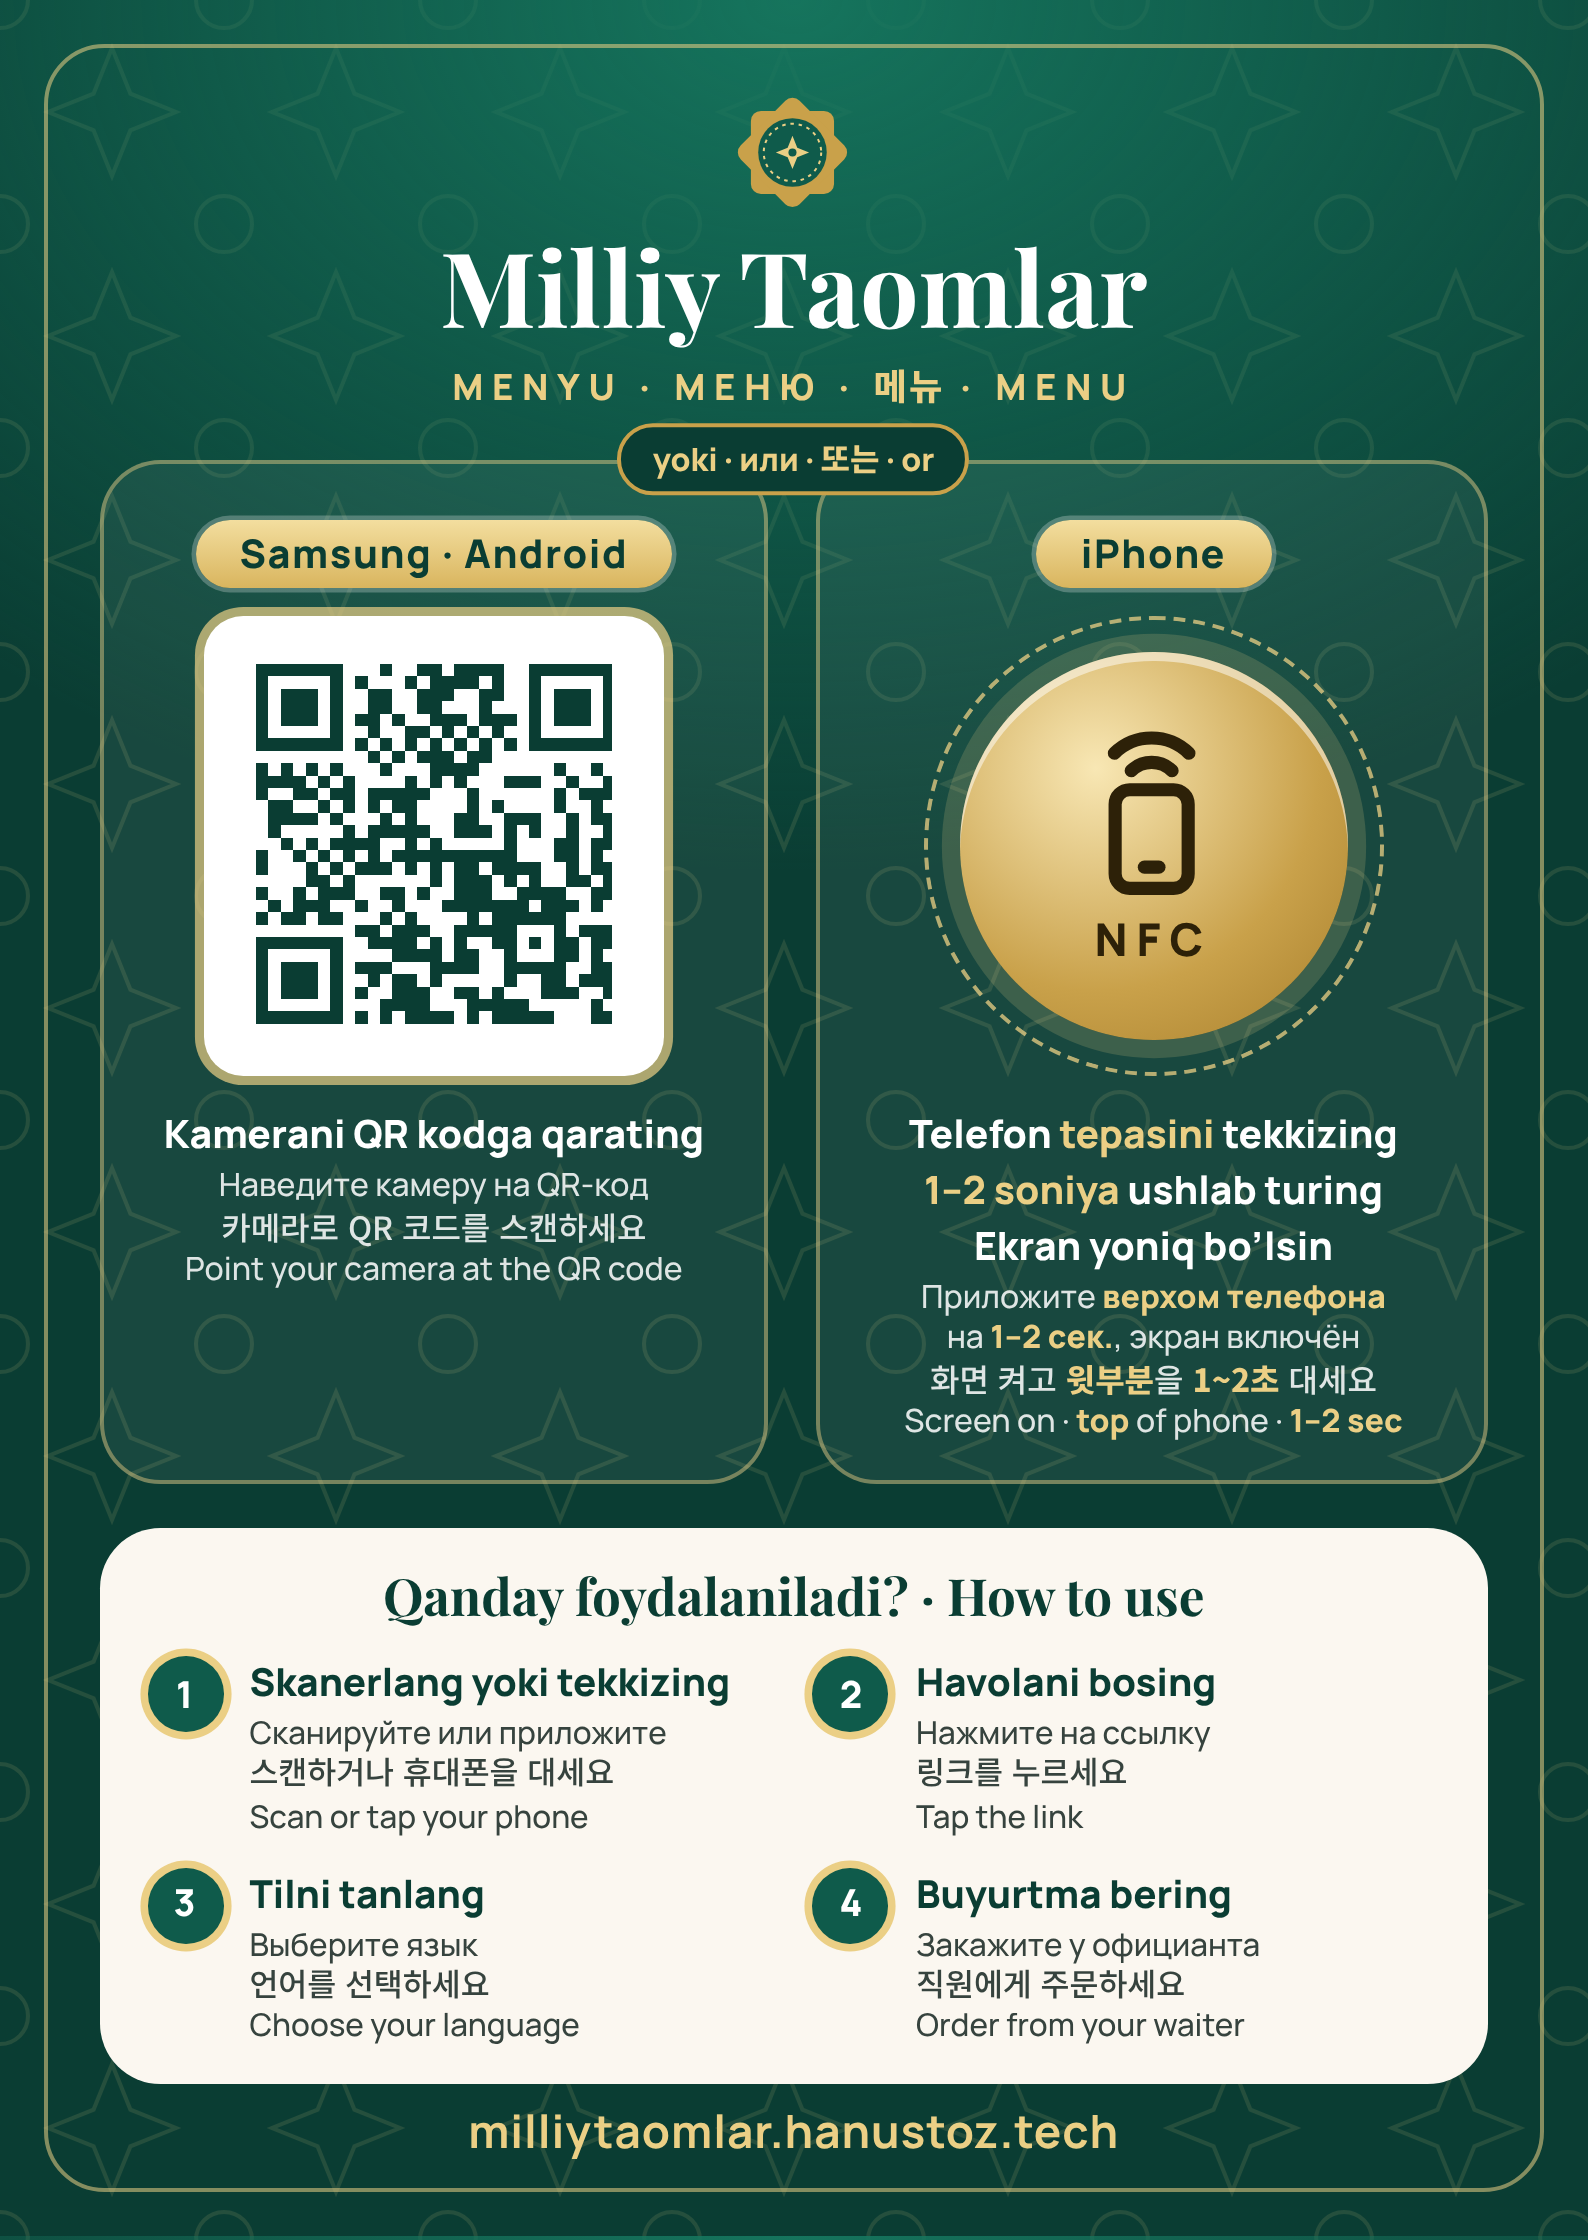 Milliy Taomlar
MENYU · МЕНЮ · 메뉴 · MENU
yoki · или · 또는 · or
Samsung · Android
Kamerani QR kodga qarating
Наведите камеру на QR-код
카메라로 QR 코드를 스캔하세요
Point your camera at the QR code
iPhone
NFC
Telefon tepasini tekkizing
1–2 soniya ushlab turing
Ekran yoniq bo’lsin
Приложите верхом телефона
на 1–2 сек., экран включён
화면 켜고 윗부분을 1~2초 대세요
Screen on · top of phone · 1–2 sec
Qanday foydalaniladi? · How to use
1
Skanerlang yoki tekkizing
Сканируйте или приложите
스캔하거나 휴대폰을 대세요
Scan or tap your phone
2
Havolani bosing
Нажмите на ссылку
링크를 누르세요
Tap the link
3
Tilni tanlang
Выберите язык
언어를 선택하세요
Choose your language
4
Buyurtma bering
Закажите у официанта
직원에게 주문하세요
Order from your waiter
milliytaomlar.hanustoz.tech